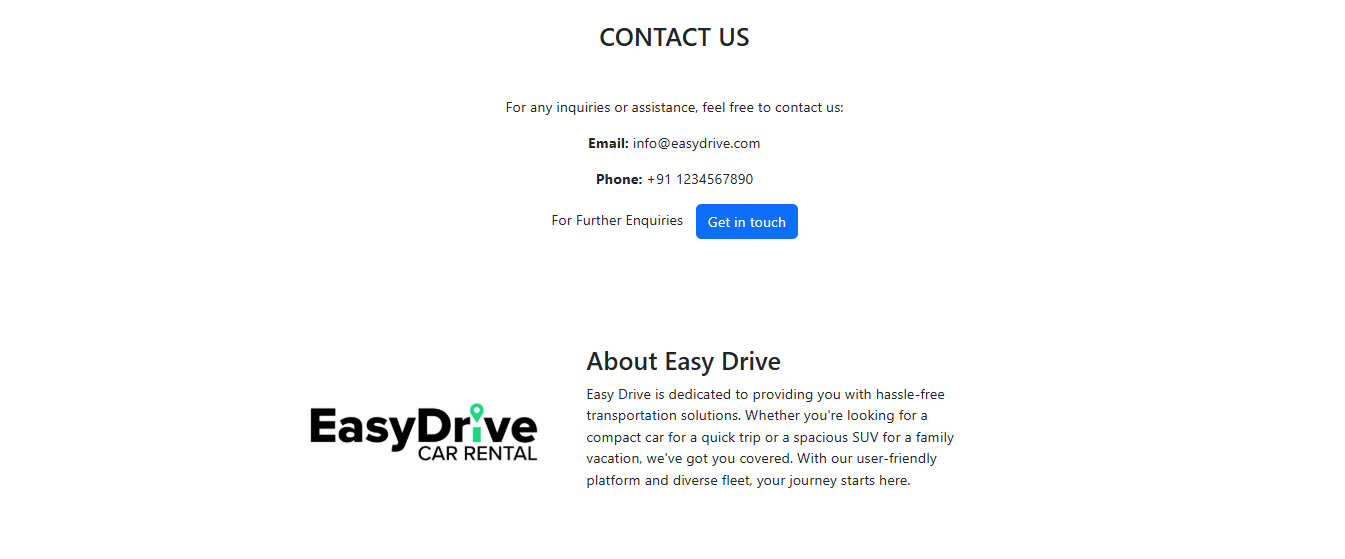 CONTACT US
For any inquiries or assistance, feel free to contact us:
Email: info@easydrive.com
Phone: +91 1234567890
For Further Enquiries Get in touch
About Easy Drive
Easy Drive is dedicated to providing you with hassle-free
transportation solutions. Whether you're looking for a
compact car for a quick trip or a spacious SUV for a family
vacation, we've got you covered. With our user-friendly
platform and diverse fleet, your journey starts here.
EasyDrive
CAR RENTAL